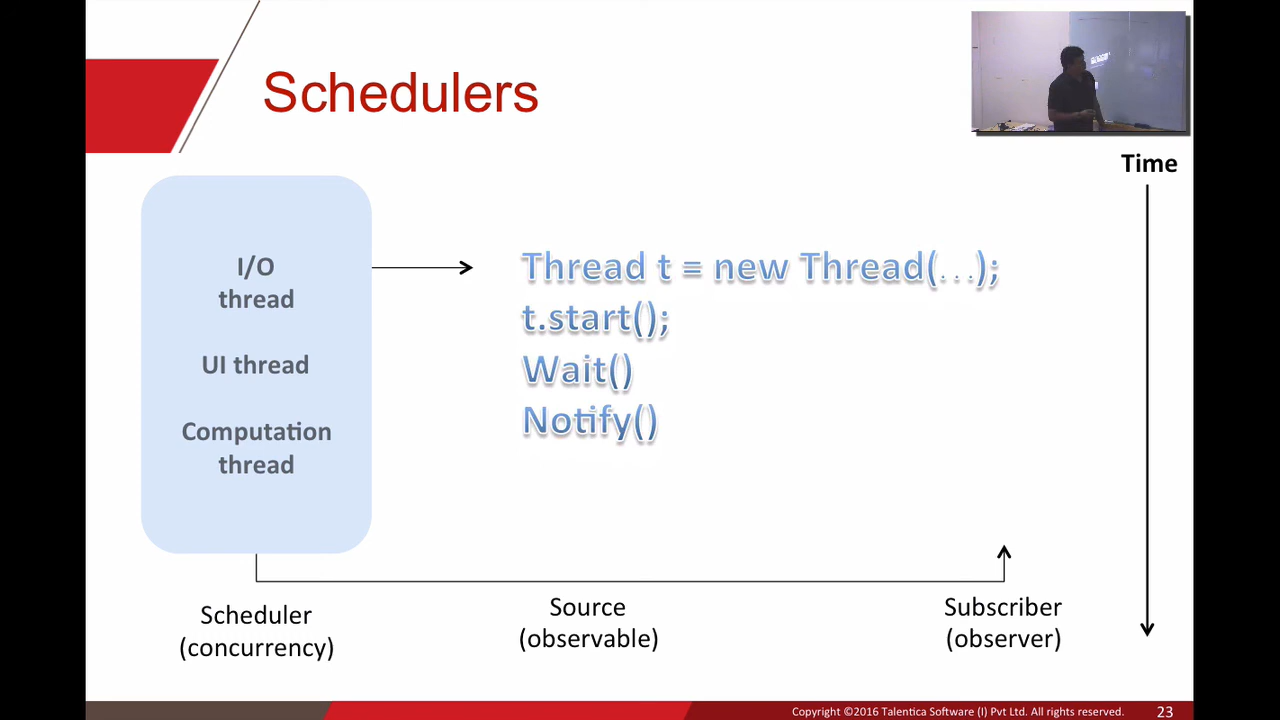 Schedulers
Time
I/O
thread
UI thread
Computation
thread
Thread t = new Thread(...);
t.start();
Wait()
Notify()
Scheduler
(concurrency)
Source
(observable)
Subscriber
(observer)
Copyright ©2016 Talentica Software (I) Pvt Ltd. All rights reserved.
23